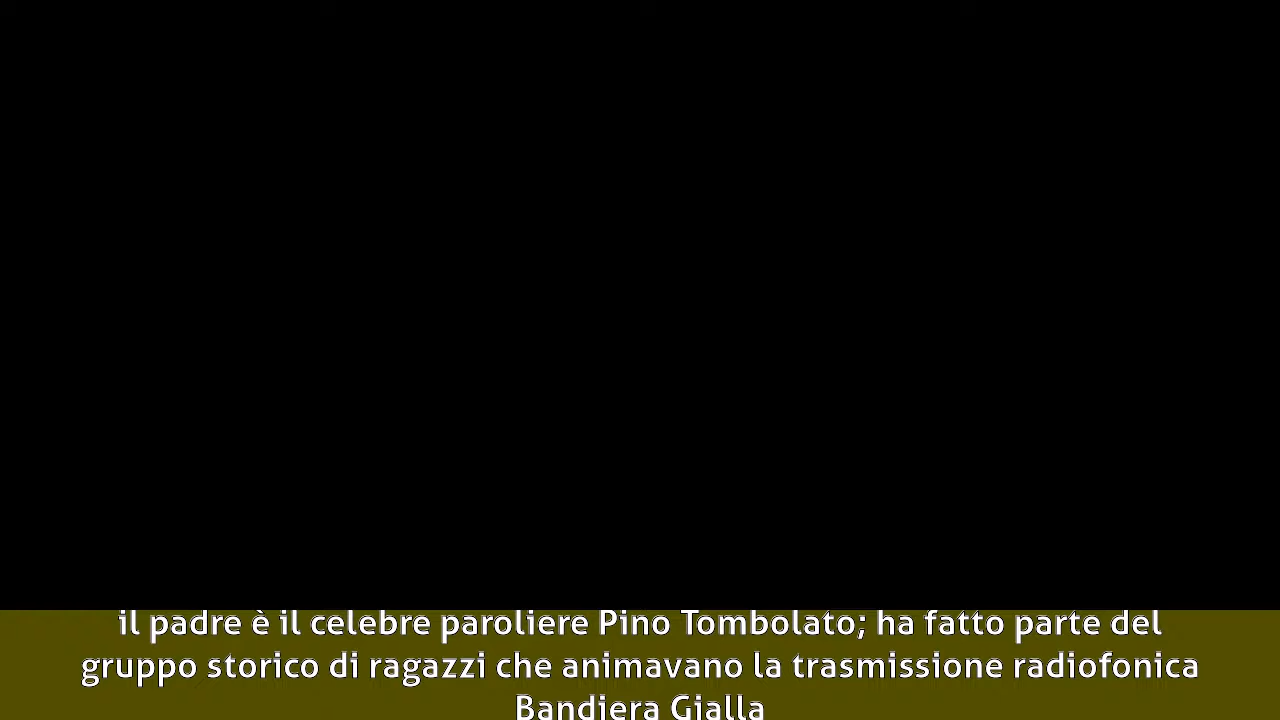 il padre è il celebre paroliere Pino Tombolato; ha fatto parte del
gruppo storico di ragazzi che animavano la trasmissione radiofonica
Bandiera Gialla